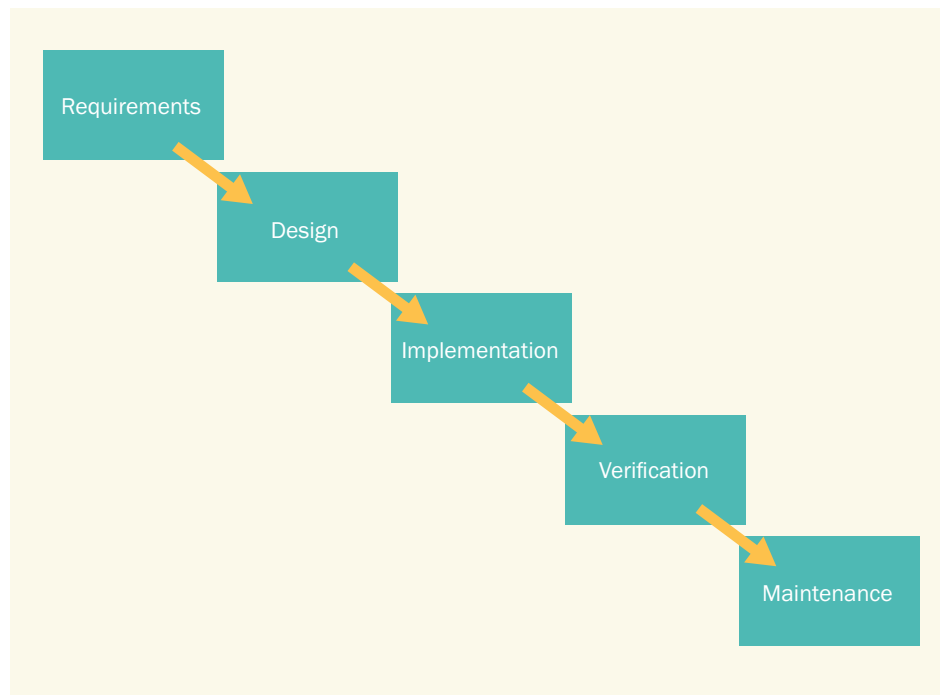 Requirements
Design
Implementation
Verification
Maintenance